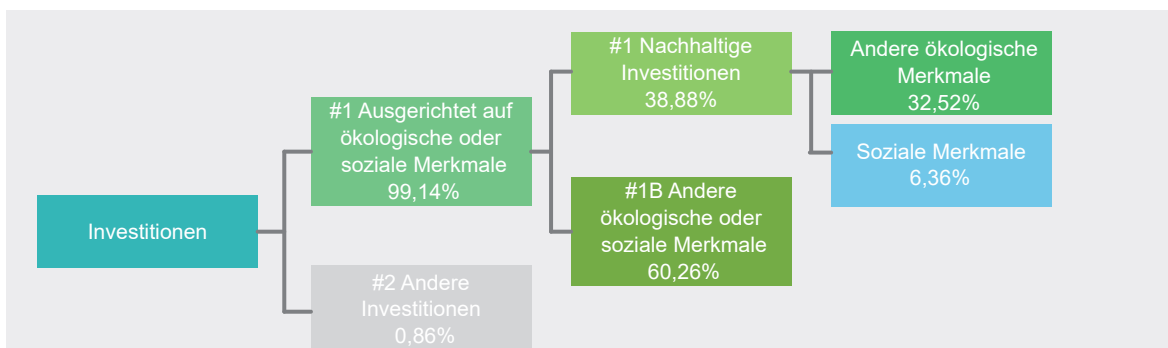 Investitionen
#1 Ausgerichtet auf
ökologische oder
soziale Merkmale
99,14%
#2 Andere
Investitionen
0,86%
#1 Nachhaltige
Investitionen
38,88%
#1B Andere
ökologische oder
soziale Merkmale
60,26%
Andere ökologische
Merkmale
32,52%
Soziale Merkmale
6,36%